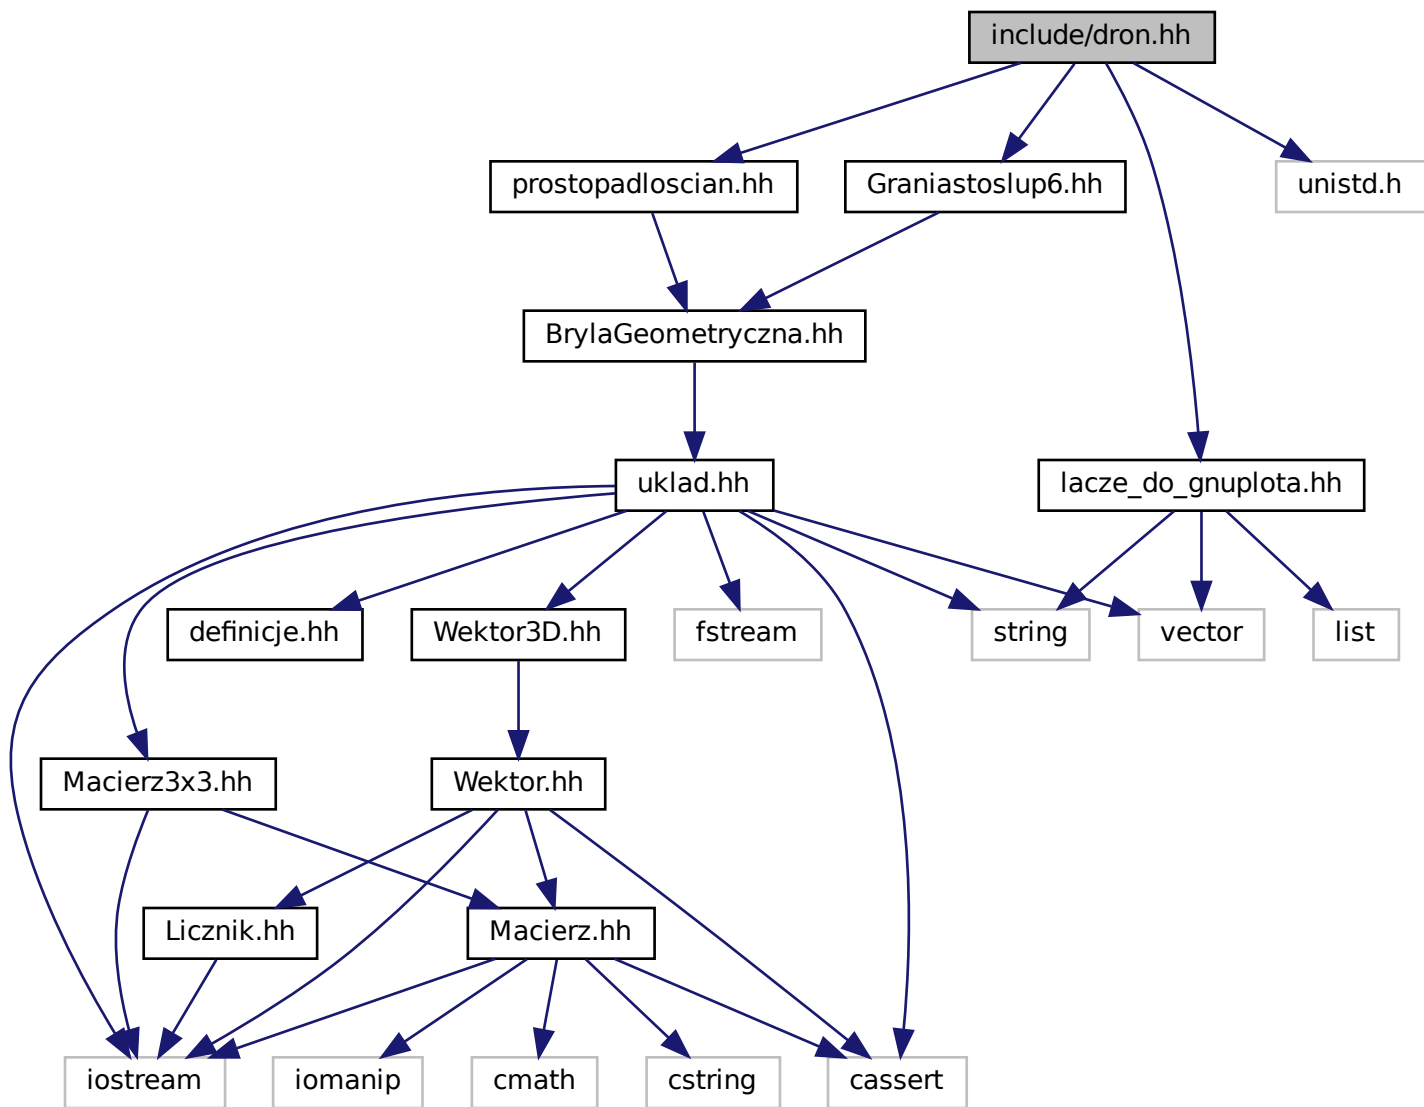 include/dron.hh
prostopadloscian.hh
Graniastoslup6.hh
unistd.h
BrylaGeometryczna.hh
uklad.hh
lacze_do_gnuplota.hh
definicje.hh
Wektor3D.hh
fstream
string
vector
list
Macierz3x3.hh
Wektor.hh
Licznik.hh
Macierz.hh
iostream
iomanip
cmath
cstring
cassert